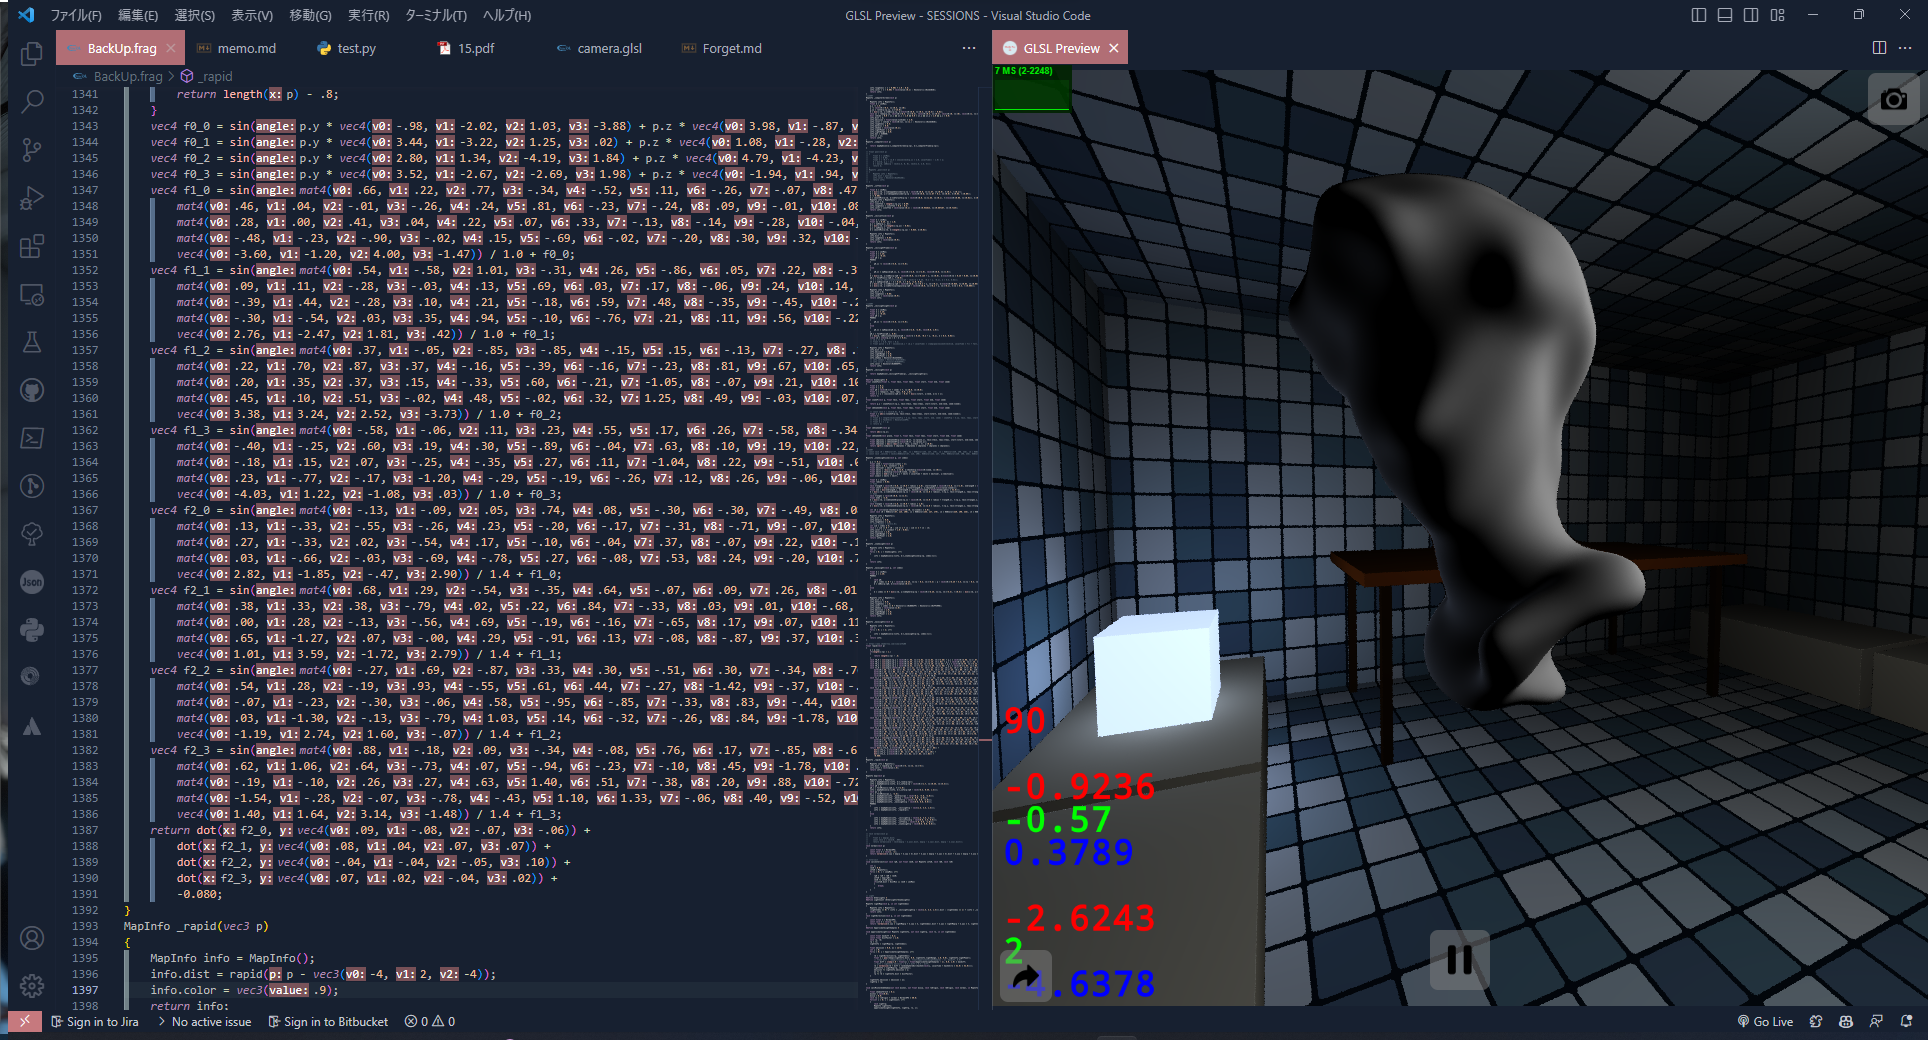 ファイル(F) 編集(E) 選択(S) 表示(V) 移動(G) 実行(R) ターミナル(T) ヘルプ(H) GLSL Preview - SESSIONS - Visual Studio Code
BackUp.frag memo.md test.py 15.pdf camera.glsl Forget.md ··· GLSL Preview
BackUp.frag > _rapid
7 MS (2-2248)
1341 return length(x: p) - .8;
1342 }
1343 vec4 f0_0 = sin(angle: p.y * vec4(v0: -.98, v1: -2.02, v2: 1.03, v3: -3.88) + p.z * vec4(v0: 3.98, v1: -.87,
1344 vec4 f0_1 = sin(angle: p.y * vec4(v0: 3.44, v1: -3.22, v2: 1.25, v3: .02) + p.z * vec4(v0: 1.08, v1: -.28, v2:
1345 vec4 f0_2 = sin(angle: p.y * vec4(v0: 2.80, v1: 1.34, v2: -4.19, v3: 1.84) + p.z * vec4(v0: 4.79, v1: -4.23,
1346 vec4 f0_3 = sin(angle: p.y * vec4(v0: 3.52, v1: -2.67, v2: -2.69, v3: 1.98) + p.z * vec4(v0: -1.94, v1: .94,
1347 vec4 f1_0 = sin(angle: mat4(v0: .66, v1: .22, v2: .77, v3: -.34, v4: -.52, v5: .11, v6: -.26, v7: -.07, v8: .47
1348 mat4(v0: .46, v1: .04, v2: -.01, v3: -.26, v4: .24, v5: .81, v6: -.23, v7: -.24, v8: .09, v9: -.01, v10: .08
1349 mat4(v0: .28, v1: .00, v2: .41, v3: .04, v4: .22, v5: .07, v6: .33, v7: -.13, v8: -.14, v9: -.28, v10: -.04,
1350 mat4(v0: -.48, v1: -.23, v2: -.90, v3: -.02, v4: .15, v5: -.69, v6: -.02, v7: -.20, v8: .30, v9: .32, v10: -
1351 vec4(v0: -3.60, v1: -1.20, v2: 4.00, v3: -1.47)) / 1.0 + f0_0;
1352 vec4 f1_1 = sin(angle: mat4(v0: .54, v1: -.58, v2: 1.01, v3: -.31, v4: .26, v5: -.86, v6: .05, v7: .22, v8: -.3
1353 mat4(v0: .09, v1: .11, v2: -.28, v3: -.03, v4: .13, v5: .69, v6: .03, v7: .17, v8: -.06, v9: .24, v10: .14,
1354 mat4(v0: -.39, v1: .44, v2: -.28, v3: .10, v4: .21, v5: -.18, v6: .59, v7: .48, v8: -.35, v9: -.45, v10: -.
1355 mat4(v0: -.30, v1: -.54, v2: .03, v3: .35, v4: .94, v5: -.10, v6: -.76, v7: .21, v8: .11, v9: .56, v10: -.22
1356 vec4(v0: 2.76, v1: -2.47, v2: 1.81, v3: .42)) / 1.0 + f0_1;
1357 vec4 f1_2 = sin(angle: mat4(v0: .37, v1: -.05, v2: -.85, v3: -.85, v4: -.15, v5: .15, v6: -.13, v7: -.27, v8: .
1358 mat4(v0: .22, v1: .70, v2: .87, v3: .37, v4: -.16, v5: -.39, v6: -.16, v7: -.23, v8: .81, v9: .67, v10: .65,
1359 mat4(v0: .20, v1: .35, v2: .37, v3: .15, v4: -.33, v5: .60, v6: -.21, v7: -1.05, v8: -.07, v9: .21, v10: .10
1360 mat4(v0: .45, v1: .10, v2: .51, v3: -.02, v4: .48, v5: -.02, v6: .32, v7: 1.25, v8: .49, v9: -.03, v10: .07,
1361 vec4(v0: 3.38, v1: 3.24, v2: 2.52, v3: -3.73)) / 1.0 + f0_2;
1362 vec4 f1_3 = sin(angle: mat4(v0: -.58, v1: -.06, v2: .11, v3: .23, v4: .55, v5: .17, v6: .26, v7: -.58, v8: -.34
1363 mat4(v0: -.40, v1: -.25, v2: .60, v3: .19, v4: .30, v5: -.89, v6: -.04, v7: .63, v8: .10, v9: .19, v10: .22,
1364 mat4(v0: -.18, v1: .15, v2: .07, v3: -.25, v4: -.35, v5: .27, v6: .11, v7: -1.04, v8: .22, v9: -.51, v10:
1365 mat4(v0: .23, v1: -.77, v2: -.17, v3: -1.20, v4: -.29, v5: -.19, v6: -.26, v7: .12, v8: .26, v9: -.06, v10:
1366 vec4(v0: -4.03, v1: 1.22, v2: -1.08, v3: .03)) / 1.0 + f0_3;
1367 vec4 f2_0 = sin(angle: mat4(v0: -.13, v1: -.09, v2: .05, v3: .74, v4: .08, v5: -.30, v6: -.30, v7: -.49, v8: .0
1368 mat4(v0: .13, v1: -.33, v2: -.55, v3: -.26, v4: .23, v5: -.20, v6: -.17, v7: -.31, v8: -.71, v9: -.07, v10:
1369 mat4(v0: .27, v1: -.33, v2: .02, v3: -.54, v4: .17, v5: -.10, v6: -.04, v7: .37, v8: -.07, v9: .22, v10: -.1
1370 mat4(v0: .03, v1: -.66, v2: -.03, v3: -.69, v4: -.78, v5: .27, v6: -.08, v7: .53, v8: .24, v9: -.20, v10: .
1371 vec4(v0: 2.82, v1: -1.85, v2: -.47, v3: 2.90)) / 1.4 + f1_0;
1372 vec4 f2_1 = sin(angle: mat4(v0: .68, v1: .29, v2: -.54, v3: -.35, v4: .64, v5: -.07, v6: .09, v7: .26, v8: -.01
1373 mat4(v0: .38, v1: .33, v2: .38, v3: -.79, v4: .02, v5: .22, v6: .84, v7: -.33, v8: .03, v9: .01, v10: -.68,
1374 mat4(v0: .00, v1: .28, v2: -.13, v3: -.56, v4: .69, v5: -.19, v6: -.16, v7: -.65, v8: .17, v9: .07, v10: .11
1375 mat4(v0: .65, v1: -1.27, v2: .07, v3: -.00, v4: .29, v5: -.91, v6: .13, v7: -.08, v8: -.87, v9: .37, v10: .
1376 vec4(v0: 1.01, v1: 3.59, v2: -1.72, v3: 2.79)) / 1.4 + f1_1;
1377 vec4 f2_2 = sin(angle: mat4(v0: -.27, v1: .69, v2: -.87, v3: .33, v4: .30, v5: -.51, v6: .30, v7: -.34, v8: -.
1378 mat4(v0: .54, v1: .28, v2: -.19, v3: .93, v4: -.55, v5: .61, v6: .44, v7: -.27, v8: -1.42, v9: -.37, v10: -
1379 mat4(v0: -.07, v1: -.23, v2: -.30, v3: -.06, v4: .58, v5: -.95, v6: -.85, v7: -.33, v8: .83, v9: -.44, v10:
1380 mat4(v0: .03, v1: -1.30, v2: -.13, v3: -.79, v4: 1.03, v5: .14, v6: -.32, v7: -.26, v8: .84, v9: -1.78, v10
1381 vec4(v0: -1.19, v1: 2.74, v2: 1.60, v3: -.07)) / 1.4 + f1_2;
1382 vec4 f2_3 = sin(angle: mat4(v0: .88, v1: -.18, v2: .09, v3: -.34, v4: -.08, v5: .76, v6: .17, v7: -.85, v8: -.6
1383 mat4(v0: .62, v1: 1.06, v2: .64, v3: -.73, v4: .07, v5: -.94, v6: -.23, v7: -.10, v8: .45, v9: -1.78, v10:
1384 mat4(v0: -.19, v1: -.10, v2: .26, v3: .27, v4: .63, v5: 1.40, v6: .51, v7: -.38, v8: .20, v9: .88, v10: -.72
1385 mat4(v0: -1.54, v1: -.28, v2: -.07, v3: -.78, v4: -.43, v5: 1.10, v6: 1.33, v7: -.06, v8: .40, v9: -.52, v10
1386 vec4(v0: 1.40, v1: 1.64, v2: 3.14, v3: -1.48)) / 1.4 + f1_3;
1387 return dot(x: f2_0, y: vec4(v0: .09, v1: -.08, v2: -.07, v3: -.06)) +
1388 dot(x: f2_1, y: vec4(v0: .08, v1: .04, v2: .07, v3: .07)) +
1389 dot(x: f2_2, y: vec4(v0: -.04, v1: -.04, v2: -.05, v3: .10)) +
1390 dot(x: f2_3, y: vec4(v0: .07, v1: .02, v2: -.04, v3: .02)) +
1391 -0.080;
1392 }
1393 MapInfo _rapid(vec3 p)
1394 {
1395 MapInfo info = MapInfo();
1396 info.dist = rapid(p: p - vec3(v0: -4, v1: 2, v2: -4));
1397 info.color = vec3(value: .9);
1398 return info;
90
-0.9236
-0.57
0.3789
-2.6243
2
-4.6378
Json
Sign in to Jira > No active issue Sign in to Bitbucket 0 0 Go Live